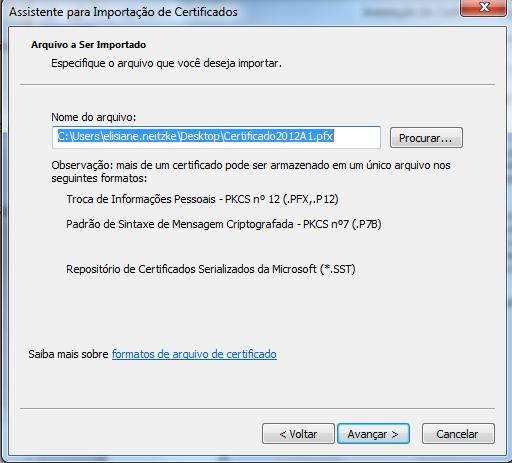 Assistente para Importação de Certificados
Arquivo a Ser Importado
Especifique o arquivo que você deseja importar.
Nome do arquivo:
C:\Users\elisiane.neitzke\Desktop\Certificado2012A1.pfx
Procurar...
Observação: mais de um certificado pode ser armazenado em um único arquivo nos
seguintes formatos:
Troca de Informações Pessoais - PKCS nº 12 (.PFX,.P12)
Padrão de Sintaxe de Mensagem Criptografada - PKCS nº7 (.P7B)
Repositório de Certificados Serializados da Microsoft (*.SST)
Saiba mais sobre formatos de arquivo de certificado
< Voltar
Avançar >
Cancelar